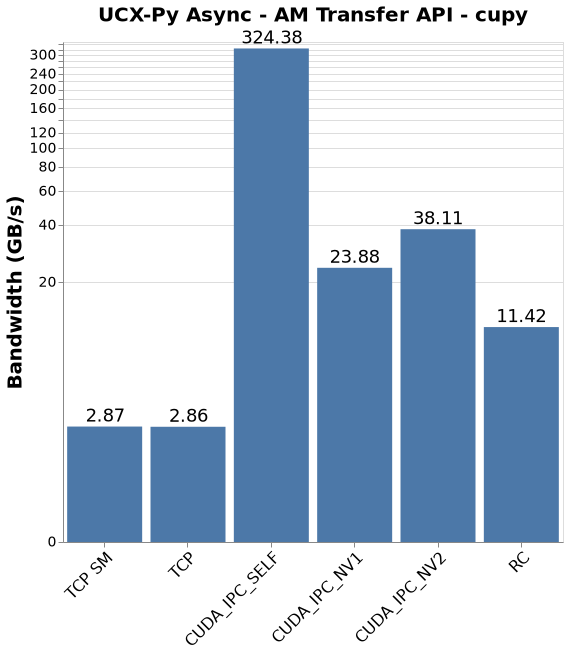 UCX-Py Async - AM Transfer API - cupy
Bandwidth (GB/s)
300
240
200
160
120
100
80
60
40
20
0
324.38
38.11
23.88
11.42
2.87
2.86
TCP SM
TCP
CUDA_IPC_SELF
CUDA_IPC_NV1
CUDA_IPC_NV2
RC